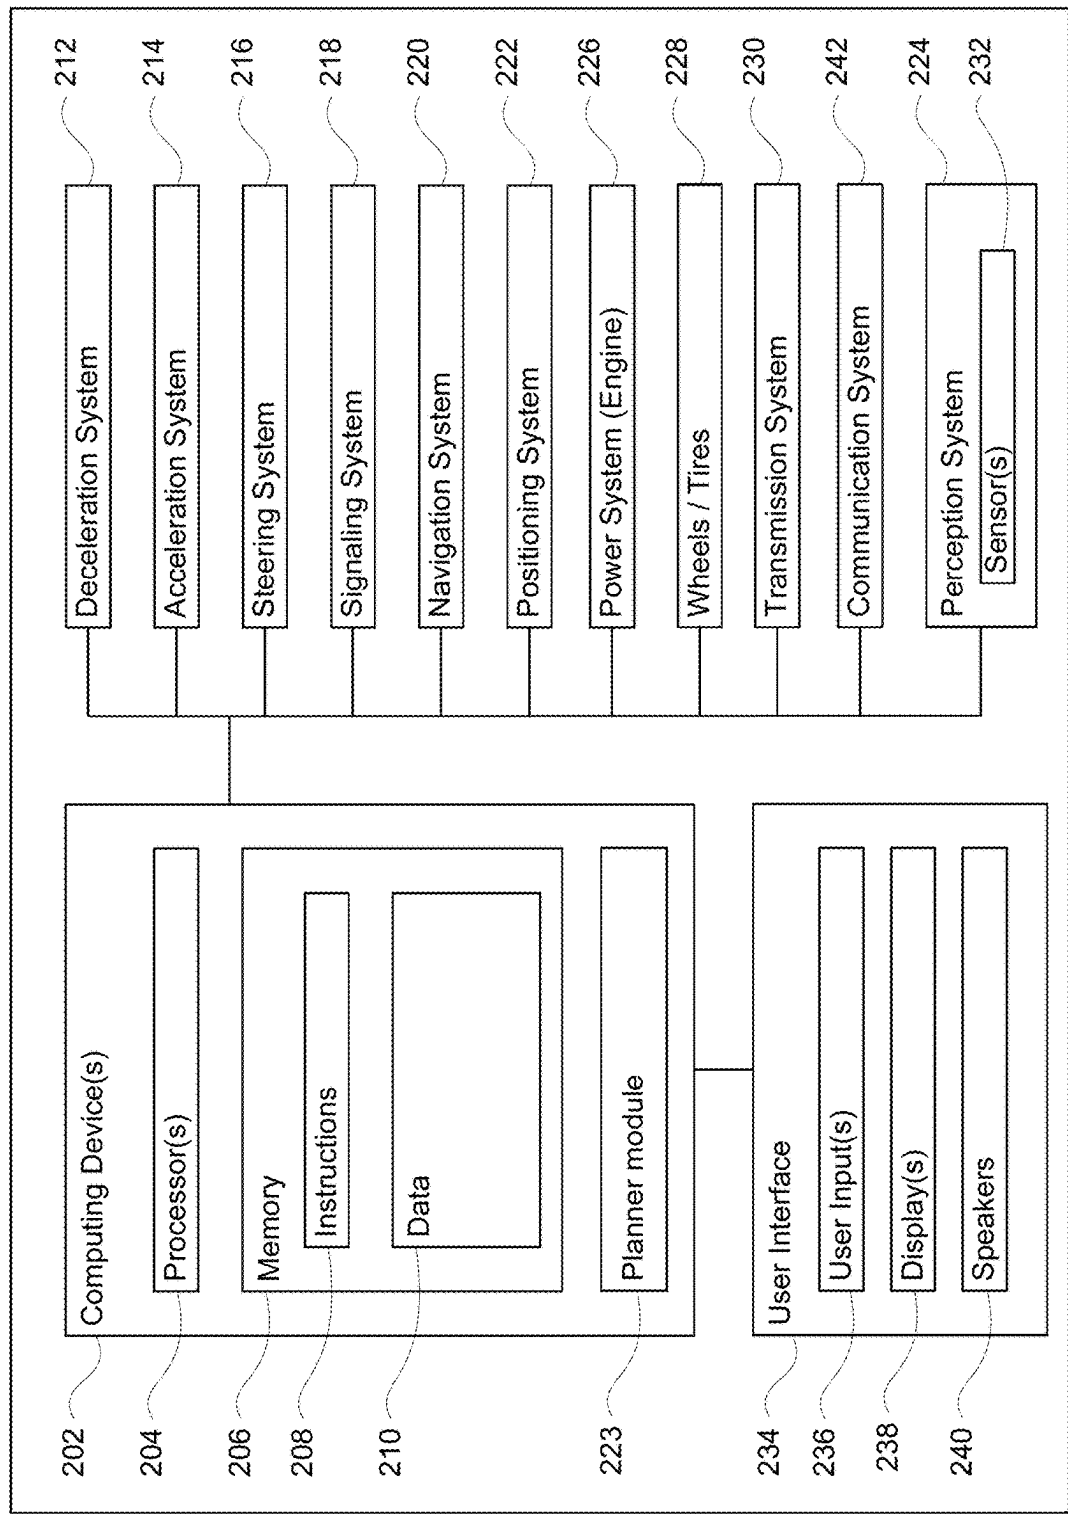 202
Computing Device(s)
204
Processor(s)
206
Memory
208
Instructions
210
Data
223
Planner module
234
User Interface
236
User Input(s)
238
Display(s)
240
Speakers
Deceleration System
212
Acceleration System
214
Steering System
216
Signaling System
218
Navigation System
220
Positioning System
222
Power System (Engine)
226
Wheels / Tires
228
Transmission System
230
Communication System
242
Perception System
224
Sensor(s)
232